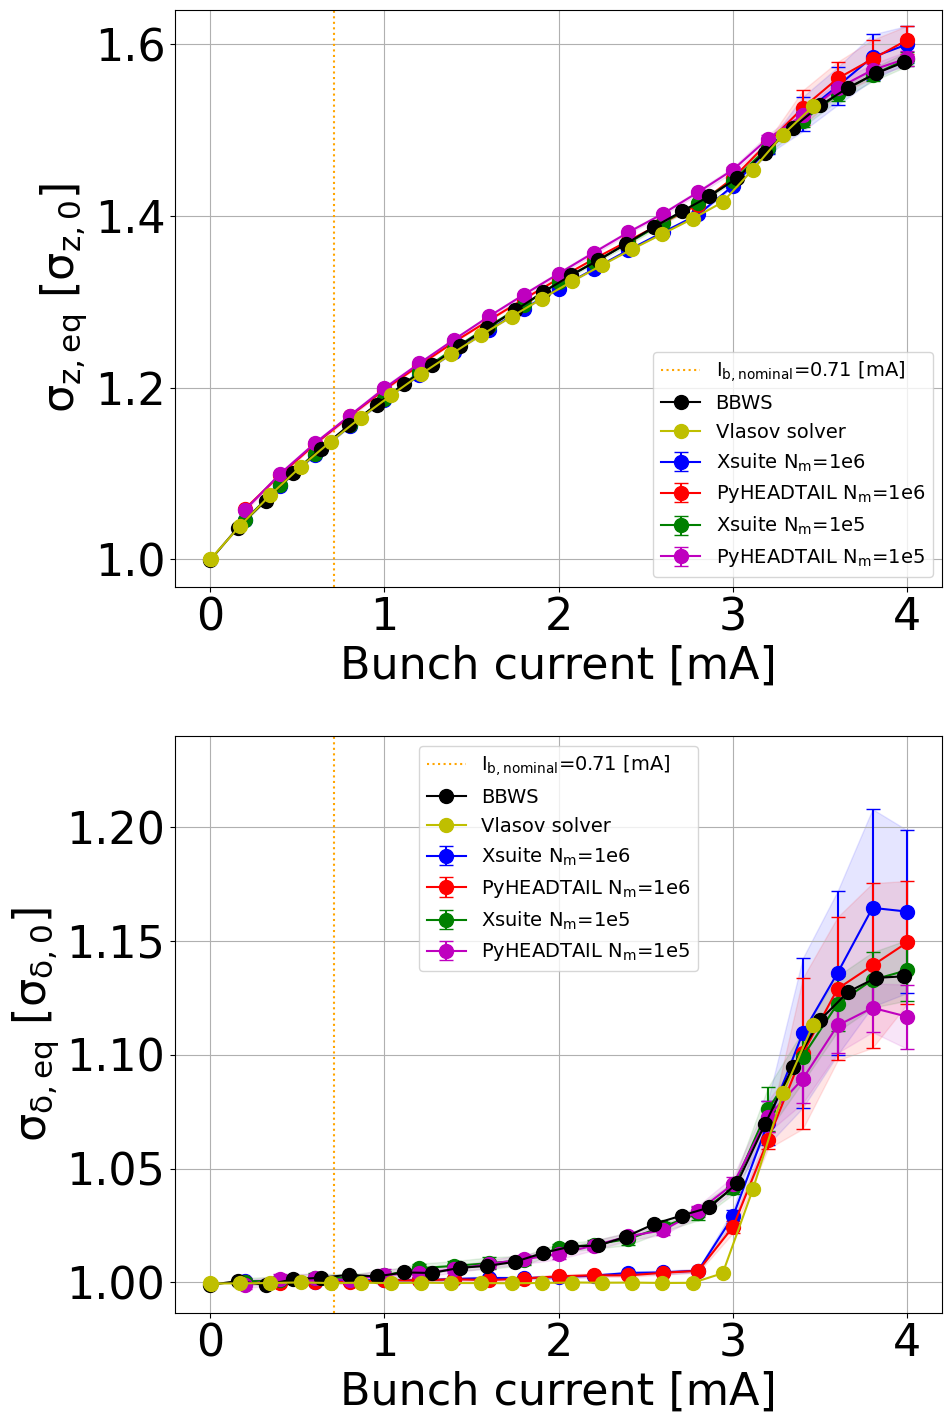 1.6
1.4
1.2
1.0
σz, eq [σz, 0]
Ib, nominal=0.71 [mA]
BBWS
Vlasov solver
Xsuite Nm=1e6
PyHEADTAIL Nm=1e6
Xsuite Nm=1e5
PyHEADTAIL Nm=1e5
0 1 2 3 4
Bunch current [mA]
1.20
1.15
1.10
1.05
1.00
σδ, eq [σδ, 0]
Ib, nominal=0.71 [mA]
BBWS
Vlasov solver
Xsuite Nm=1e6
PyHEADTAIL Nm=1e6
Xsuite Nm=1e5
PyHEADTAIL Nm=1e5
0 1 2 3 4
Bunch current [mA]